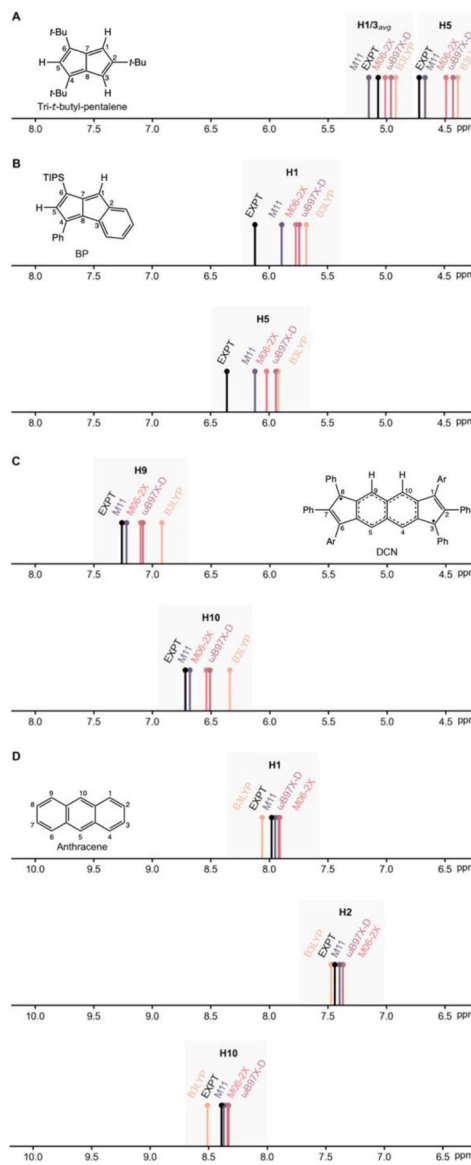 A
t-Bu
H
6
7
1
5
2
t-Bu
4
8
3
t-Bu
H
Tri-t-butyl-pentalene
H1/3avg
H5
M11
EXPT
M06-2X
ωB97X-D
B3LYP
EXPT
M11
M06-2X
ωB97X-D
B3LYP
8.0 7.5 7.0 6.5 6.0 5.5 5.0 4.5 ppm
B
TIPS
H
6
7
1
H
5
2
4
8
3
Ph
BP
H1
EXPT
M11
M06-2X
ωB97X-D
B3LYP
8.0 7.5 7.0 6.5 6.0 5.5 5.0 4.5 ppm
H5
EXPT
M11
M06-2X
ωB97X-D
B3LYP
8.0 7.5 7.0 6.5 6.0 5.5 5.0 4.5 ppm
C
H9
EXPT
M11
M06-2X
ωB97X-D
B3LYP
Ph H H Ar
8 9 10 1
Ph 7 2 Ph
6 5 4 3
Ar Ph
DCN
8.0 7.5 7.0 6.5 6.0 5.5 5.0 4.5 ppm
H10
EXPT
M11
M06-2X
ωB97X-D
B3LYP
8.0 7.5 7.0 6.5 6.0 5.5 5.0 4.5 ppm
D
9 10 1
8 2
7 3
6 5 4
Anthracene
H1
B3LYP
EXPT
M11
ωB97X-D
M06-2X
10.0 9.5 9.0 8.5 8.0 7.5 7.0 6.5 ppm
H2
B3LYP
EXPT
M11
ωB97X-D
M06-2X
10.0 9.5 9.0 8.5 8.0 7.5 7.0 6.5 ppm
H10
B3LYP
EXPT
M11
M06-2X
ωB97X-D
10.0 9.5 9.0 8.5 8.0 7.5 7.0 6.5 ppm